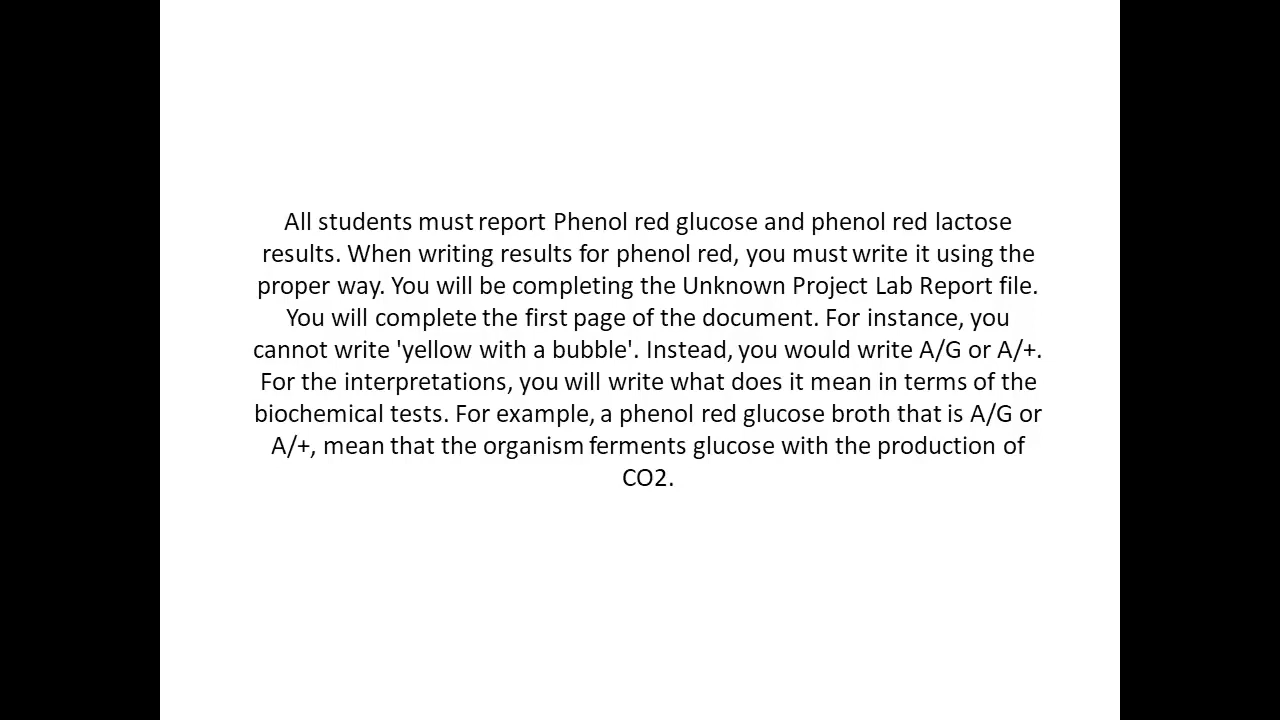 All students must report Phenol red glucose and phenol red lactose
results. When writing results for phenol red, you must write it using the
proper way. You will be completing the Unknown Project Lab Report file.
You will complete the first page of the document. For instance, you
cannot write 'yellow with a bubble'. Instead, you would write A/G or A/+.
For the interpretations, you will write what does it mean in terms of the
biochemical tests. For example, a phenol red glucose broth that is A/G or
A/+, mean that the organism ferments glucose with the production of
CO2.